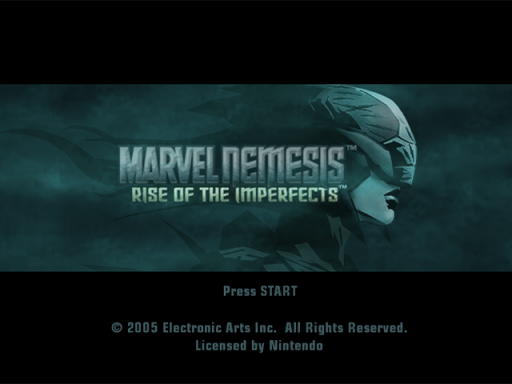 MARVEL NEMESIS™
RISE OF THE IMPERFECTS™
Press START
© 2005 Electronic Arts Inc. All Rights Reserved.
Licensed by Nintendo